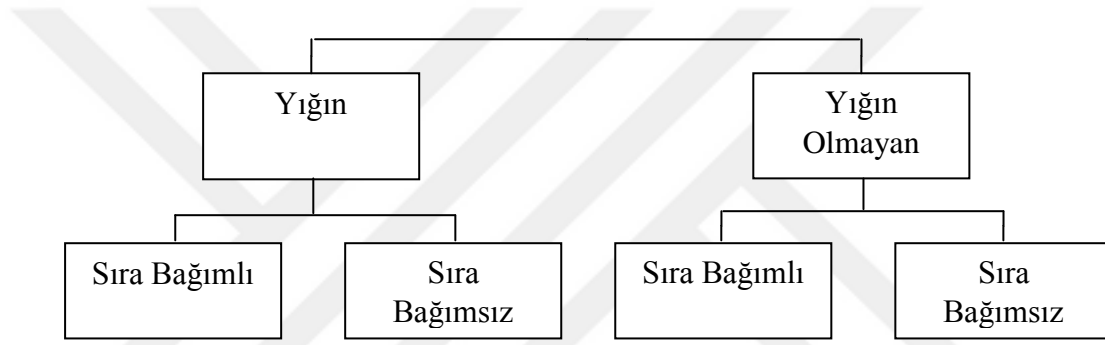 Yığın
Yığın
Olmayan
Sıra Bağımlı
Sıra
Bağımsız
Sıra Bağımlı
Sıra
Bağımsız